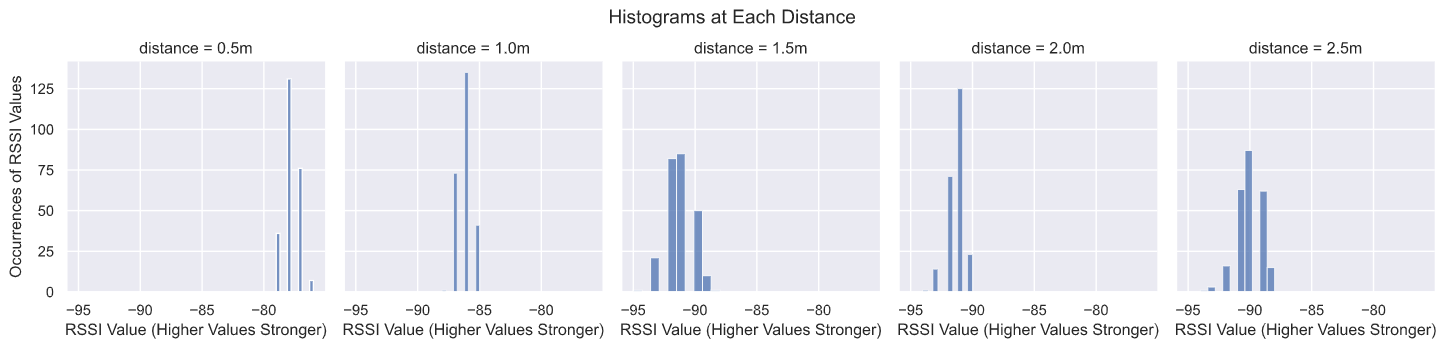 Histograms at Each Distance
distance = 0.5m
distance = 1.0m
distance = 1.5m
distance = 2.0m
distance = 2.5m
Occurrences of RSSI Values
125
100
75
50
25
0
−95 −90 −85 −80
−95 −90 −85 −80
−95 −90 −85 −80
−95 −90 −85 −80
−95 −90 −85 −80
RSSI Value (Higher Values Stronger)
RSSI Value (Higher Values Stronger)
RSSI Value (Higher Values Stronger)
RSSI Value (Higher Values Stronger)
RSSI Value (Higher Values Stronger)